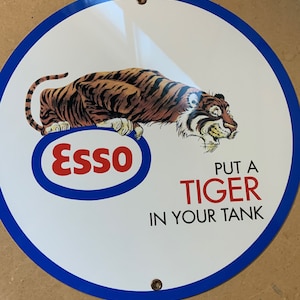 Esso
PUT A
TIGER
IN YOUR TANK